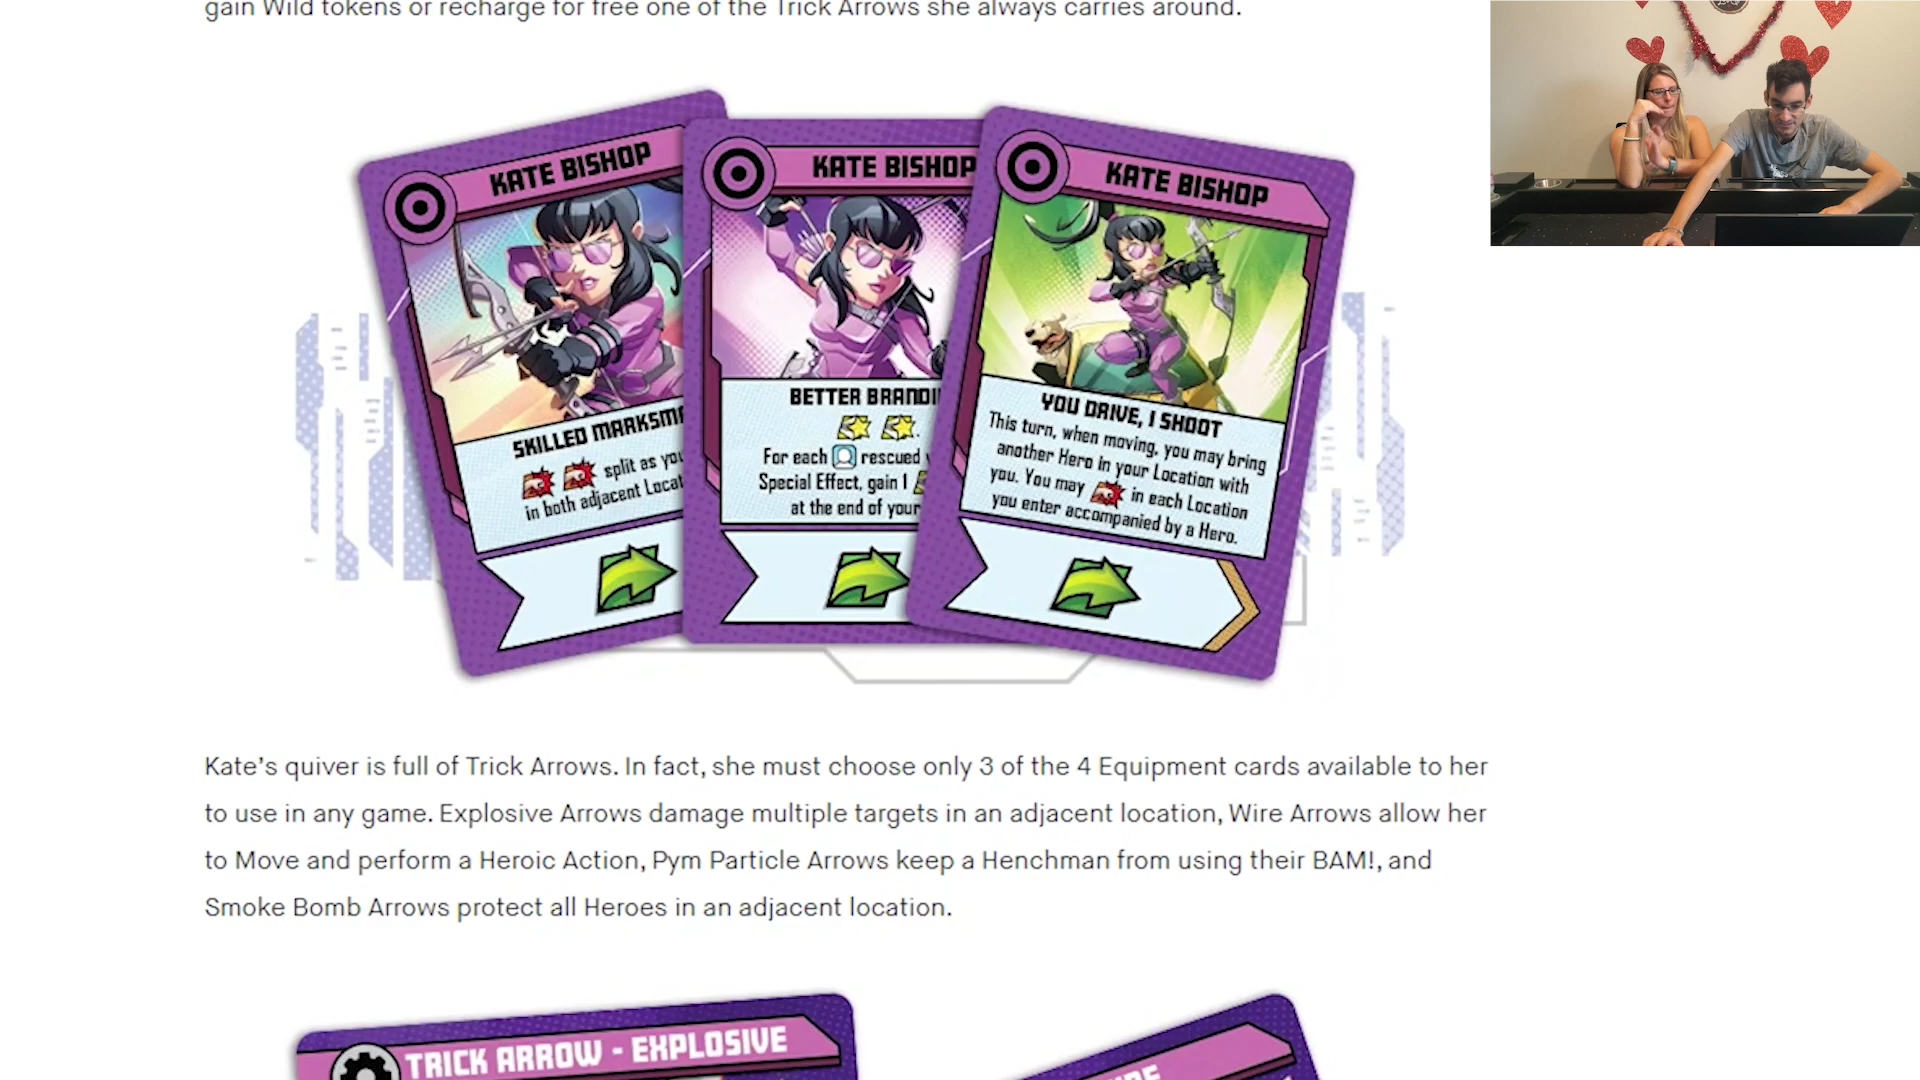 gain Wild tokens or recharge for free one of the Trick Arrows she always carries around.
KATE BISHOP
SKILLED
split as you
in both adjacent
KATE BISHOP
BETTER
For each rescued
Special Effect, gain 1
at the end of your
KATE BISHOP
YOU DRIVE, I SHOOT
This turn, when moving, you may bring
another Hero in your Location with
you. You may in each Location
you enter accompanied by a Hero.
Kate’s quiver is full of Trick Arrows. In fact, she must choose only 3 of the 4 Equipment cards available to her
to use in any game. Explosive Arrows damage multiple targets in an adjacent location, Wire Arrows allow her
to Move and perform a Heroic Action, Pym Particle Arrows keep a Henchman from using their BAM!, and
Smoke Bomb Arrows protect all Heroes in an adjacent location.
TRICK ARROW - EXPLOSIVE